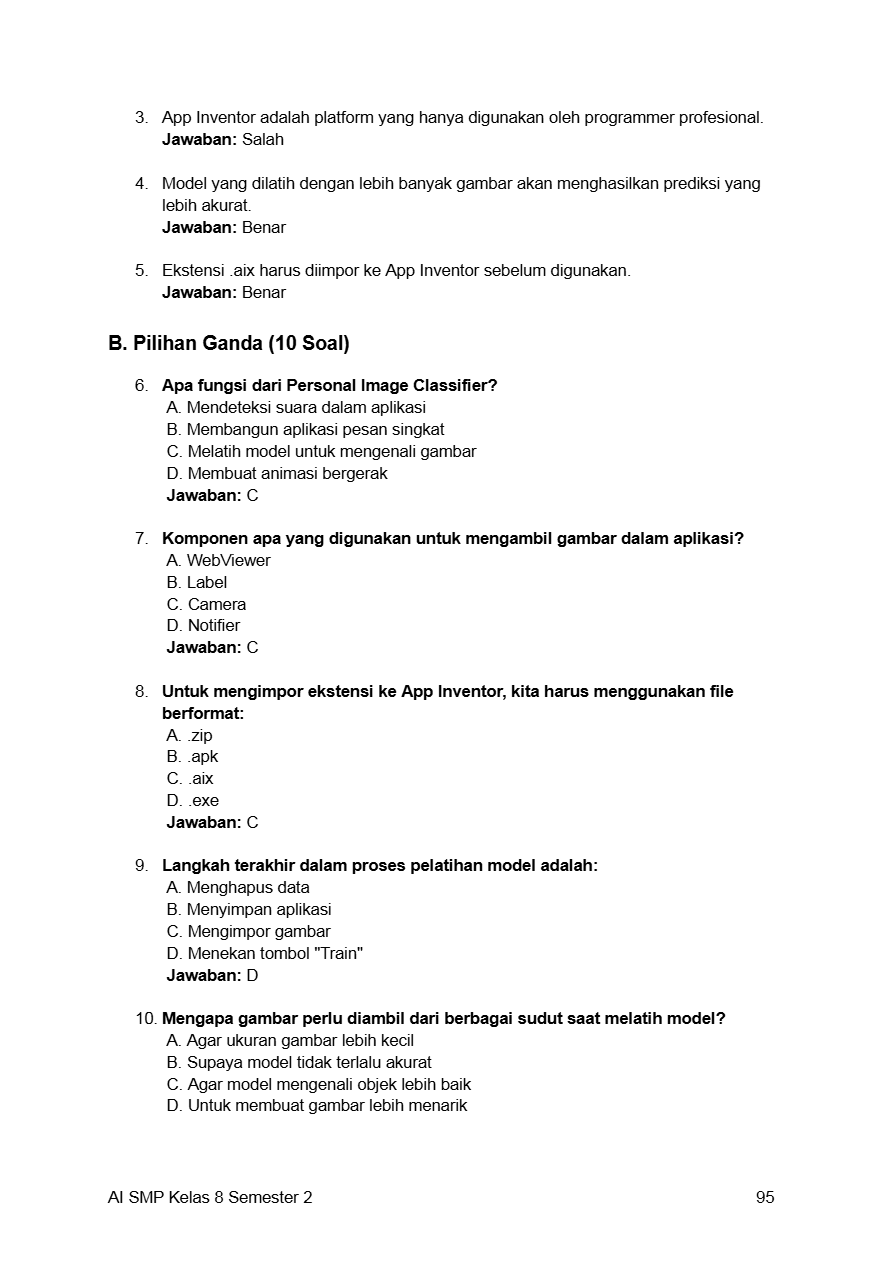 3. App Inventor adalah platform yang hanya digunakan oleh programmer profesional.
Jawaban: Salah
4. Model yang dilatih dengan lebih banyak gambar akan menghasilkan prediksi yang
lebih akurat.
Jawaban: Benar
5. Ekstensi .aix harus diimpor ke App Inventor sebelum digunakan.
Jawaban: Benar
B. Pilihan Ganda (10 Soal)
6. Apa fungsi dari Personal Image Classifier?
A. Mendeteksi suara dalam aplikasi
B. Membangun aplikasi pesan singkat
C. Melatih model untuk mengenali gambar
D. Membuat animasi bergerak
Jawaban: C
7. Komponen apa yang digunakan untuk mengambil gambar dalam aplikasi?
A. WebViewer
B. Label
C. Camera
D. Notifier
Jawaban: C
8. Untuk mengimpor ekstensi ke App Inventor, kita harus menggunakan file
berformat:
A. .zip
B. .apk
C. .aix
D. .exe
Jawaban: C
9. Langkah terakhir dalam proses pelatihan model adalah:
A. Menghapus data
B. Menyimpan aplikasi
C. Mengimpor gambar
D. Menekan tombol "Train"
Jawaban: D
10. Mengapa gambar perlu diambil dari berbagai sudut saat melatih model?
A. Agar ukuran gambar lebih kecil
B. Supaya model tidak terlalu akurat
C. Agar model mengenali objek lebih baik
D. Untuk membuat gambar lebih menarik
AI SMP Kelas 8 Semester 2 95